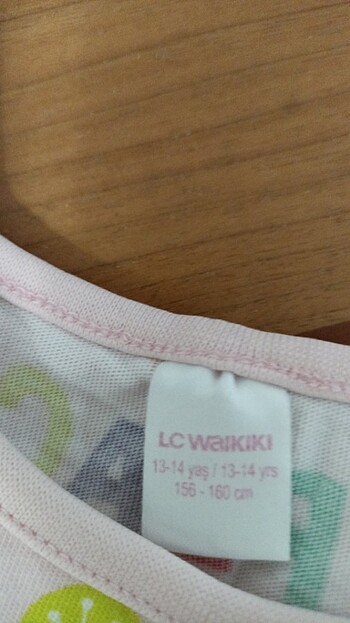 LC WAIKIKI
13-14 yaş / 13-14 yrs
156 - 160 cm